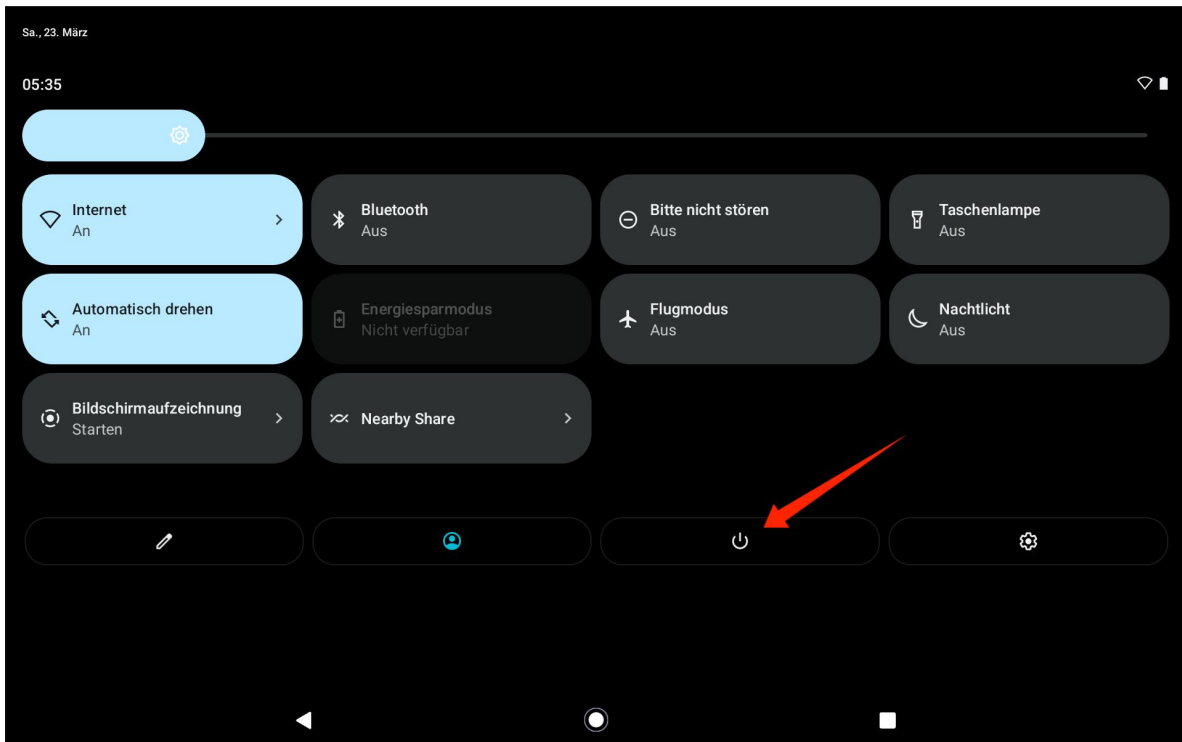 Sa., 23. März
05:35
Internet
An
Bluetooth
Aus
Bitte nicht stören
Aus
Taschenlampe
Aus
Automatisch drehen
An
Energiesparmodus
Nicht verfügbar
Flugmodus
Aus
Nachtlicht
Aus
Bildschirmaufzeichnung
Starten
Nearby Share